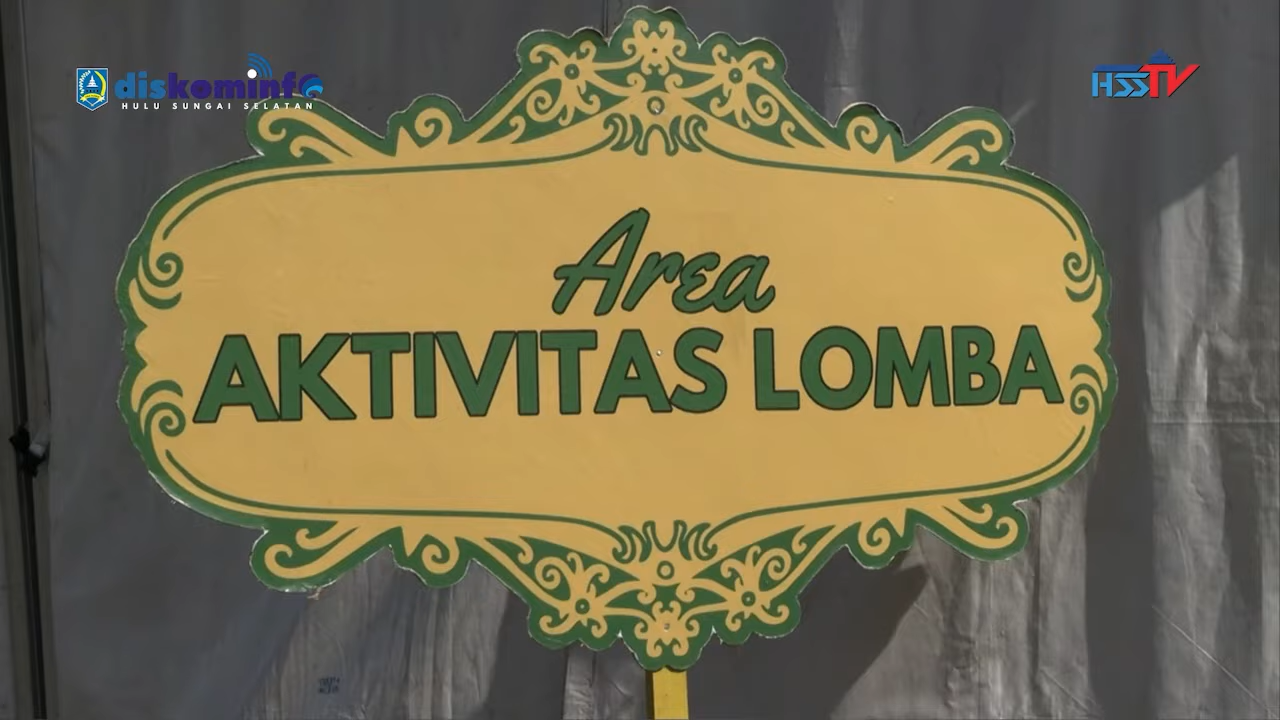 diskominfo
HULU SUNGAI SELATAN
HSSTV
Area
AKTIVITAS LOMBA